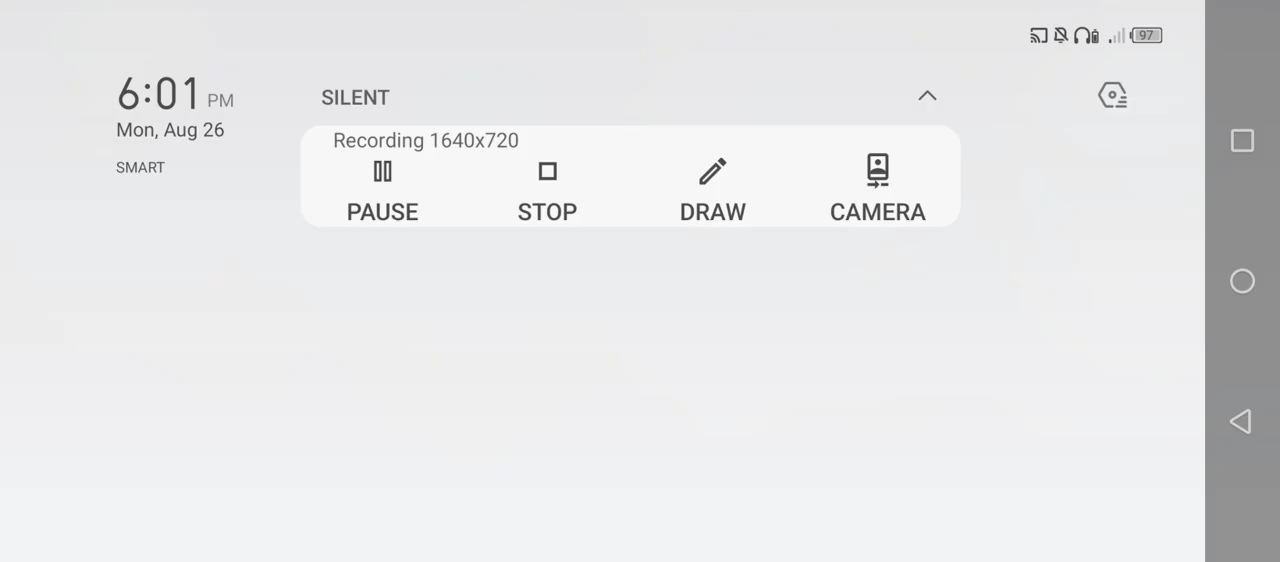 97
6:01 PM
Mon, Aug 26
SMART
SILENT
Recording 1640x720
PAUSE STOP DRAW CAMERA